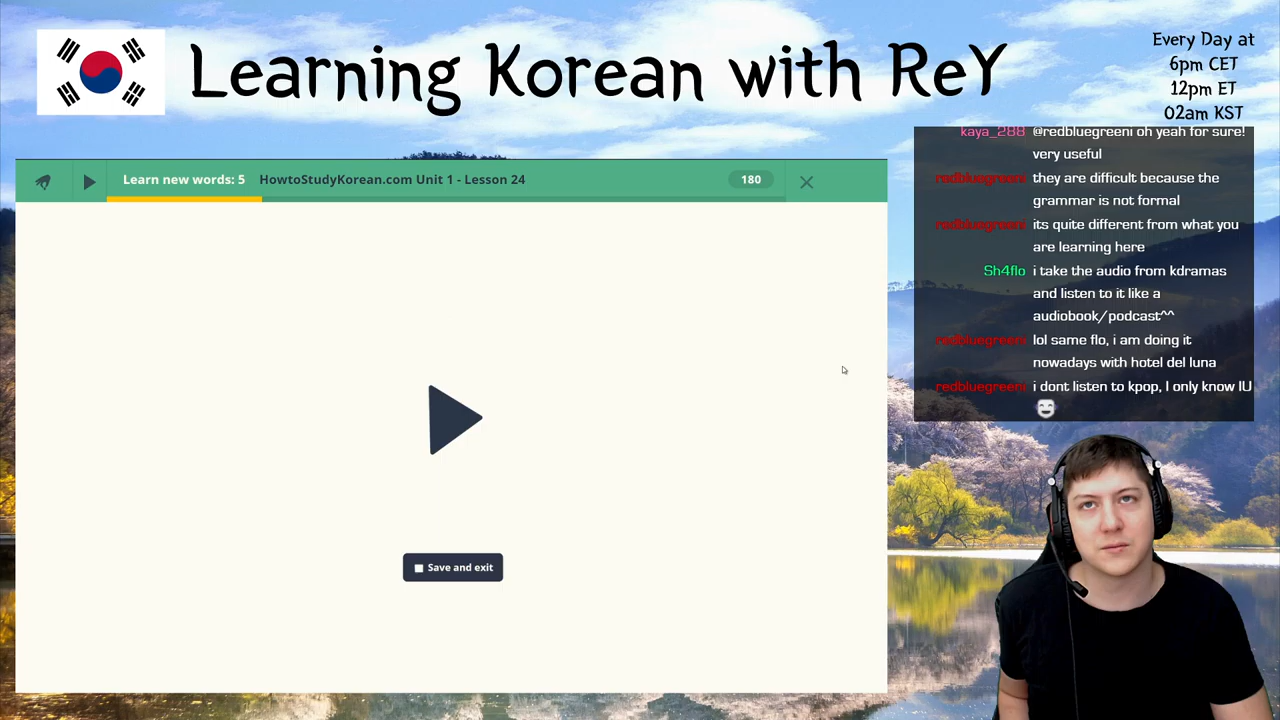 Learning Korean with ReY
Every Day at
6pm CET
12pm ET
02am KST
Learn new words: 5 HowtoStudyKorean.com Unit 1 - Lesson 24 180
Save and exit
kaya_288 @redbluegreeni oh yeah for sure!
very useful
redbluegreeni they are difficult because the
grammar is not formal
redbluegreeni its quite different from what you
are learning here
Sh4flo i take the audio from kdramas
and listen to it like a
audiobook/podcast^^
redbluegreeni lol same flo, i am doing it
nowadays with hotel del luna
redbluegreeni i dont listen to kpop, I only know IU